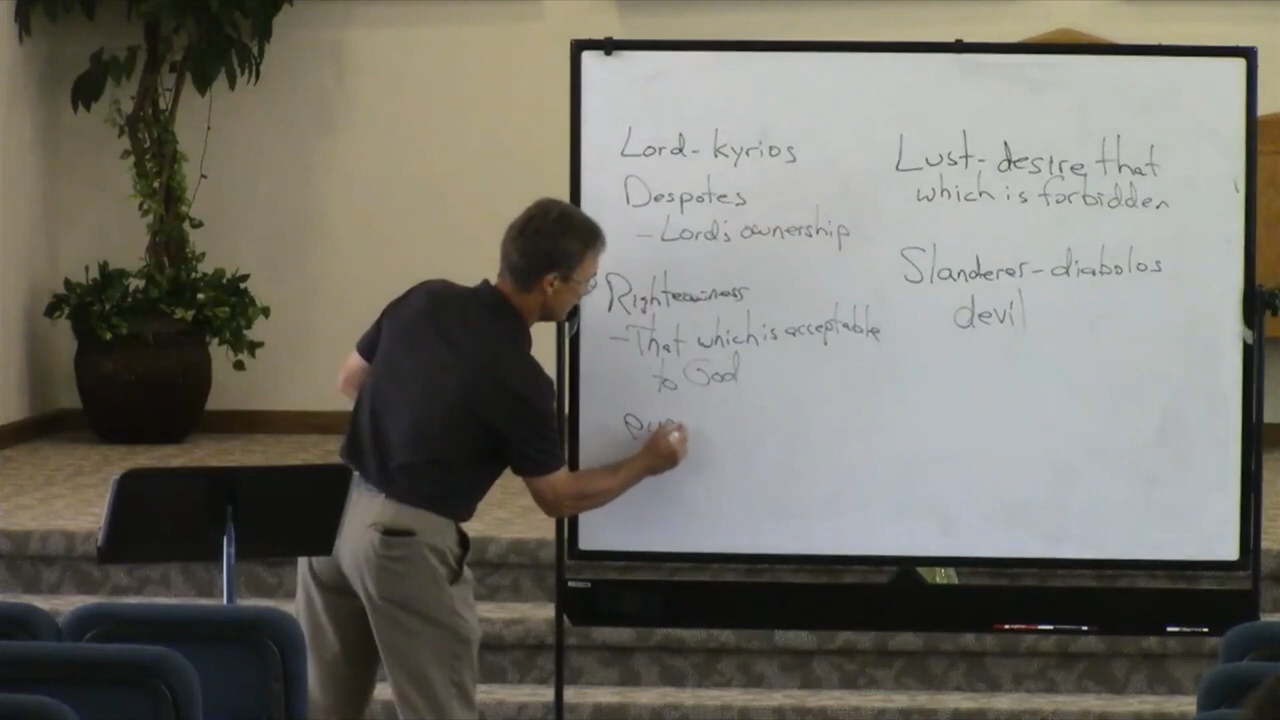 Lord - kyrios
Despotes
- Lord's ownership
Righteousness
- That which is acceptable
to God
Lust - desire that
which is forbidden
Slanderer - diabolos
devil